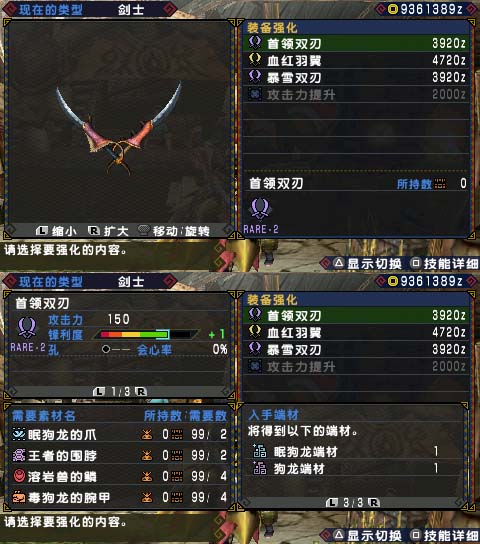 现在的类型 剑士
9361389z
装备强化
首领双刃 3920z
血红羽翼 4720z
暴雪双刃 3920z
攻击力提升 2000z
首领双刃 所持数 0
RARE-2
L 缩小 R 扩大 移动/旋转
请选择要强化的内容。
△显示切换 □技能详细
现在的类型 剑士
9361389z
首领双刃
攻击力 150
锋利度 +1
RARE-2 孔 ●ーー 会心率 0%
L 1/3 R
装备强化
首领双刃 3920z
血红羽翼 4720z
暴雪双刃 3920z
攻击力提升 2000z
需要素材名 所持数/需要数
眠狗龙的爪 0 99/ 2
王者的围脖 0 99/ 2
溶岩兽的鳞 0 99/ 4
毒狗龙的腕甲 0 99/ 4
入手端材
将得到以下的端材。
眠狗龙端材 1
狗龙端材 1
L 3/3 R
请选择要强化的内容。
△显示切换 □技能详细